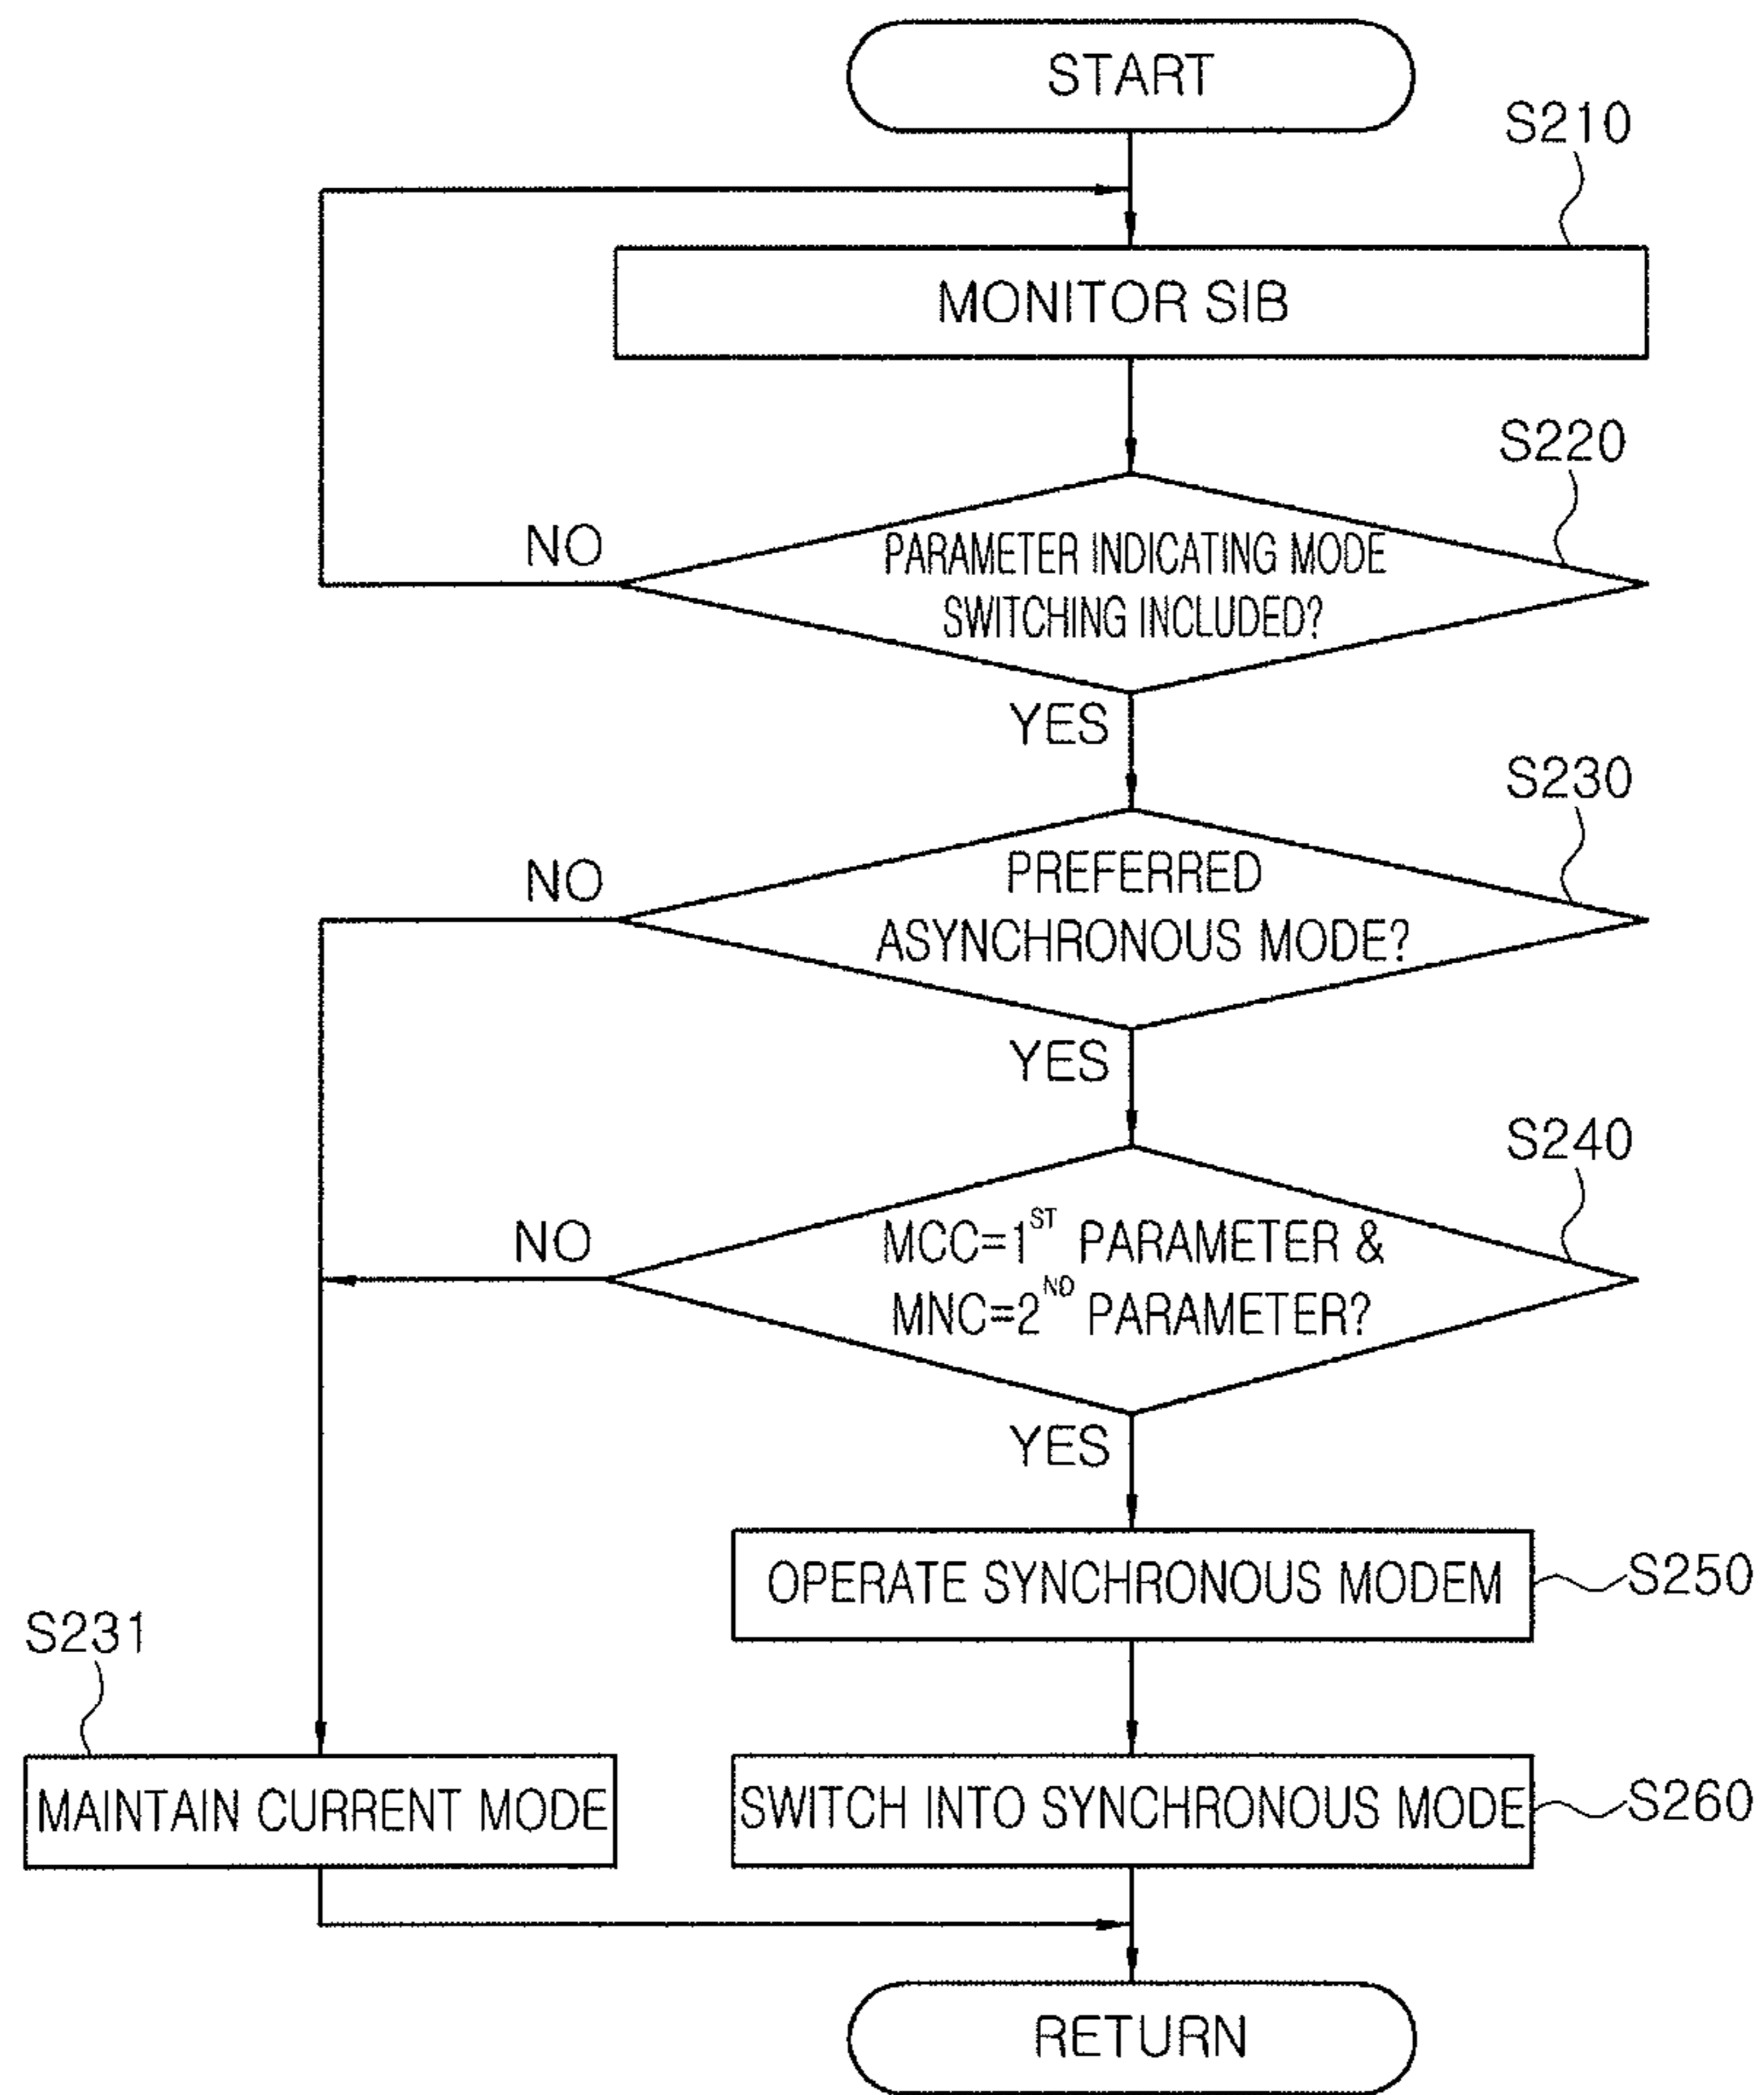 START
S210
MONITOR SIB
S220
NO
PARAMETER INDICATING MODE
SWITCHING INCLUDED?
YES
S230
NO
PREFERRED
ASYNCHRONOUS MODE?
YES
S240
NO
MCC=1ST PARAMETER &
MNC=2ND PARAMETER?
YES
OPERATE SYNCHRONOUS MODEM
S250
S231
MAINTAIN CURRENT MODE
SWITCH INTO SYNCHRONOUS MODE
S260
RETURN